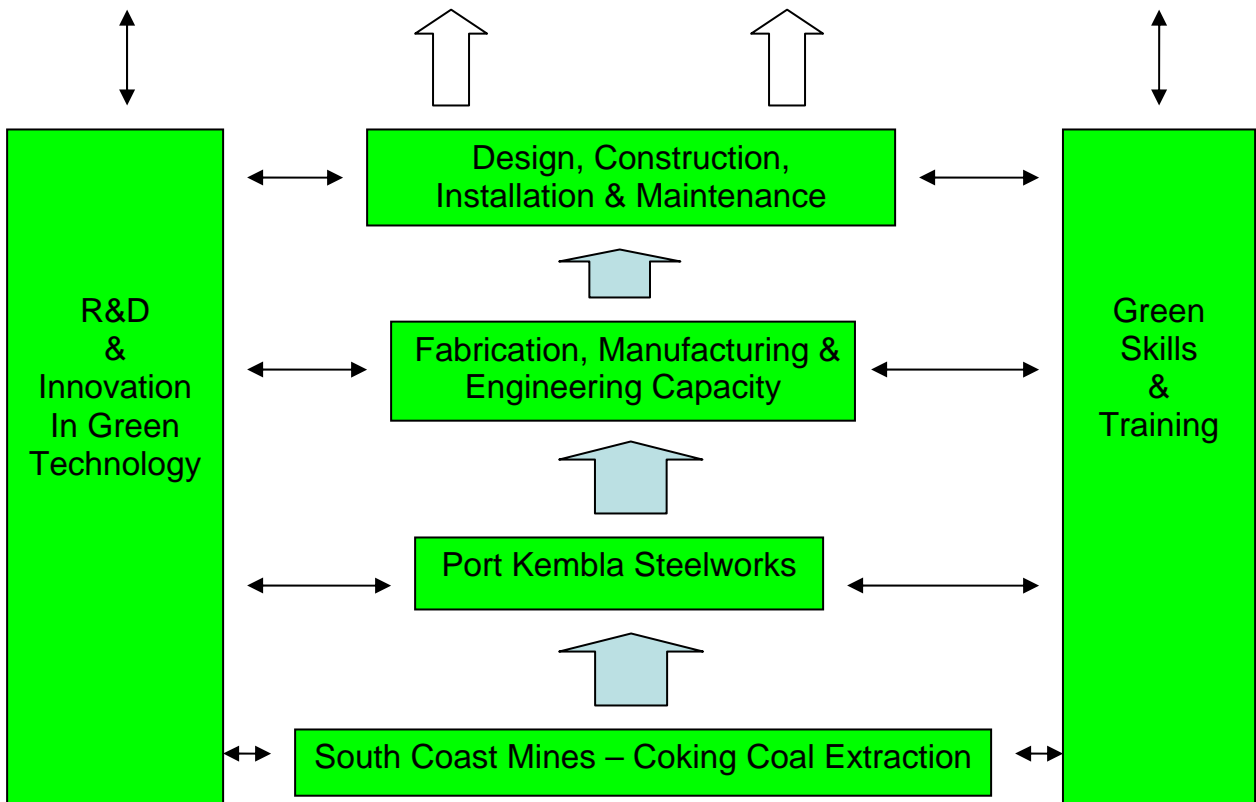 Design, Construction,
Installation & Maintenance
R&D
&
Innovation
In Green
Technology
Fabrication, Manufacturing &
Engineering Capacity
Green
Skills
&
Training
Port Kembla Steelworks
South Coast Mines – Coking Coal Extraction